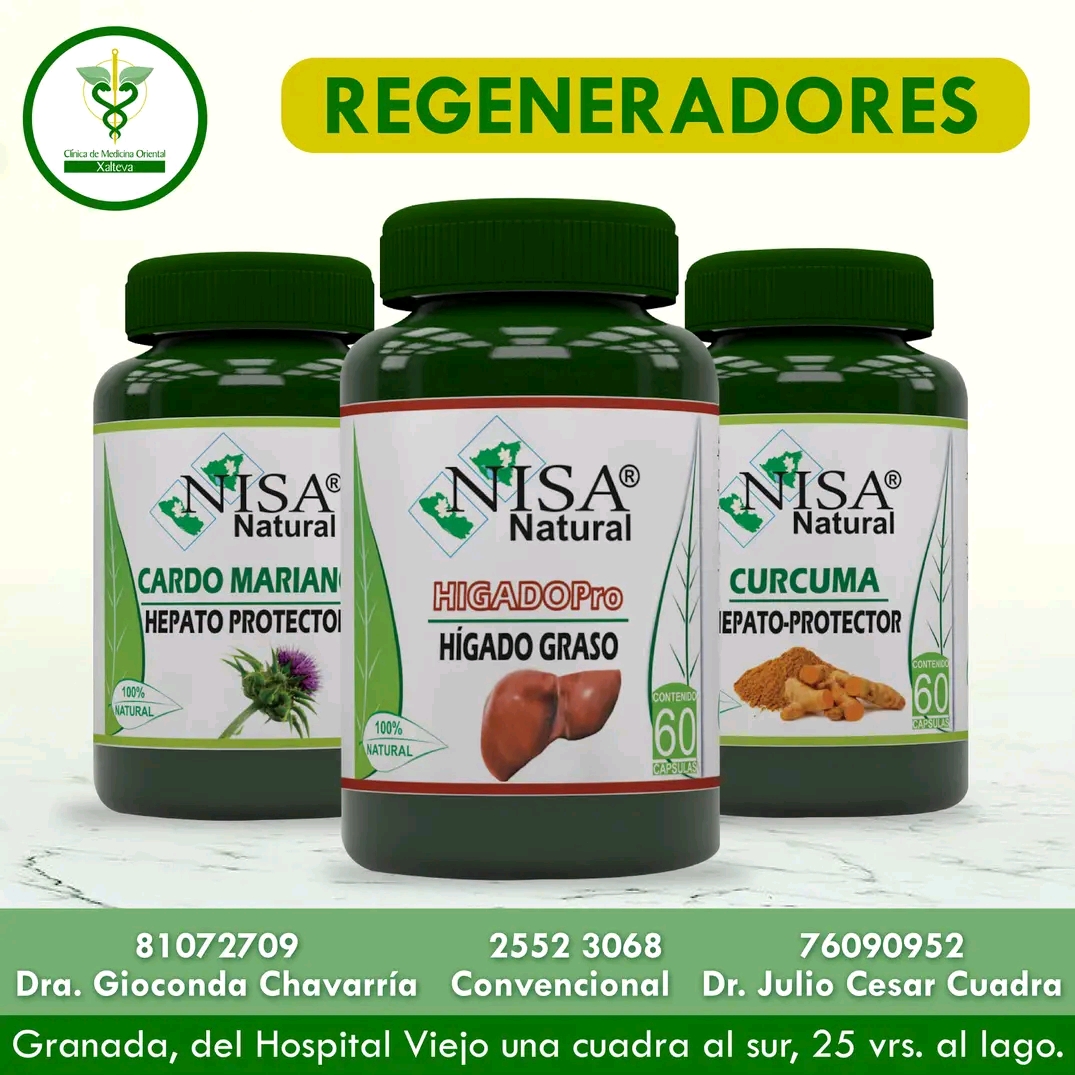 Clínica de Medicina Oriental
Xalteva
REGENERADORES
NISA®
Natural
CARDO MARIAN
HEPATO PROTECTOR
100%
NATURAL
NISA®
Natural
HIGADOPro
HÍGADO GRASO
100%
NATURAL
CONTENIDO
60
CAPSULAS
NISA®
Natural
CURCUMA
HEPATO-PROTECTOR
CONTENIDO
60
CAPSULAS
81072709 2552 3068 76090952
Dra. Gioconda Chavarría Convencional Dr. Julio Cesar Cuadra
Granada, del Hospital Viejo una cuadra al sur, 25 vrs. al lago.